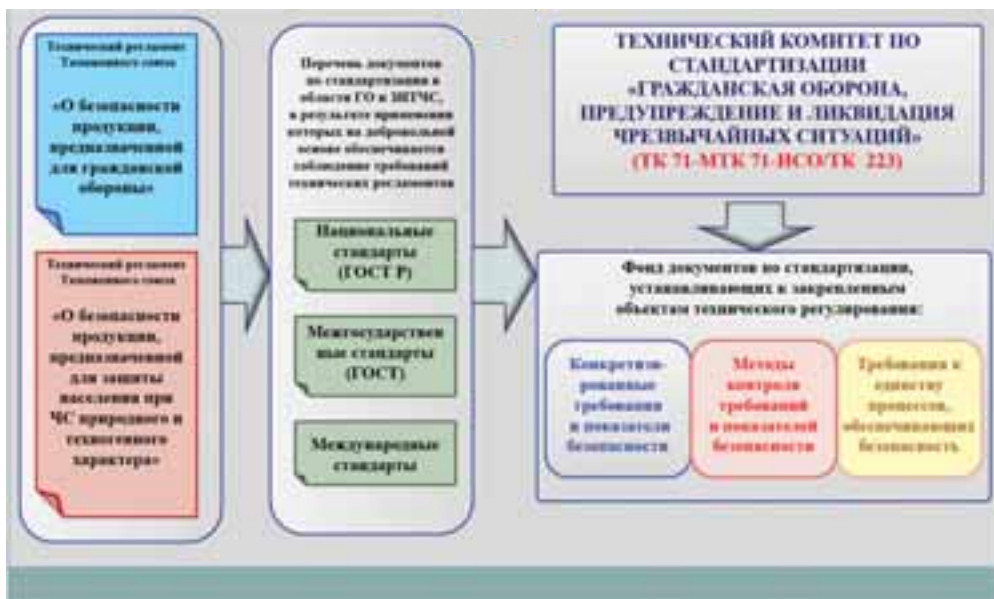 Технический регламент
Таможенного союза
«О безопасности
продукции,
предназначенной
для гражданской
обороны»
Технический регламент
Таможенного союза
«О безопасности
продукции,
предназначенной
для защиты
населения при
ЧС природного и
техногенного
характера»
Перечень документов
по стандартизации в
области ГО и ЗНТЧС,
в результате применения
которых на добровольной
основе обеспечивается
соблюдение требований
технических регламентов
Национальные
стандарты
(ГОСТ Р)
Межгосударствен
ные стандарты
(ГОСТ)
Международные
стандарты
ТЕХНИЧЕСКИЙ КОМИТЕТ ПО
СТАНДАРТИЗАЦИИ
«ГРАЖДАНСКАЯ ОБОРОНА,
ПРЕДУПРЕЖДЕНИЕ И ЛИКВИДАЦИЯ
ЧРЕЗВЫЧАЙНЫХ СИТУАЦИЙ»
(ТК 71-МТК 71-ИСО/ТК 223)
Фонд документов по стандартизации,
устанавливающих к закрепленным
объектам технического регулирования:
Конкретизи-
рованные
требования
и показатели
безопасности
Методы
контроля
требований
и показателей
безопасности
Требования к
единству
процессов,
обеспечивающих
безопасность